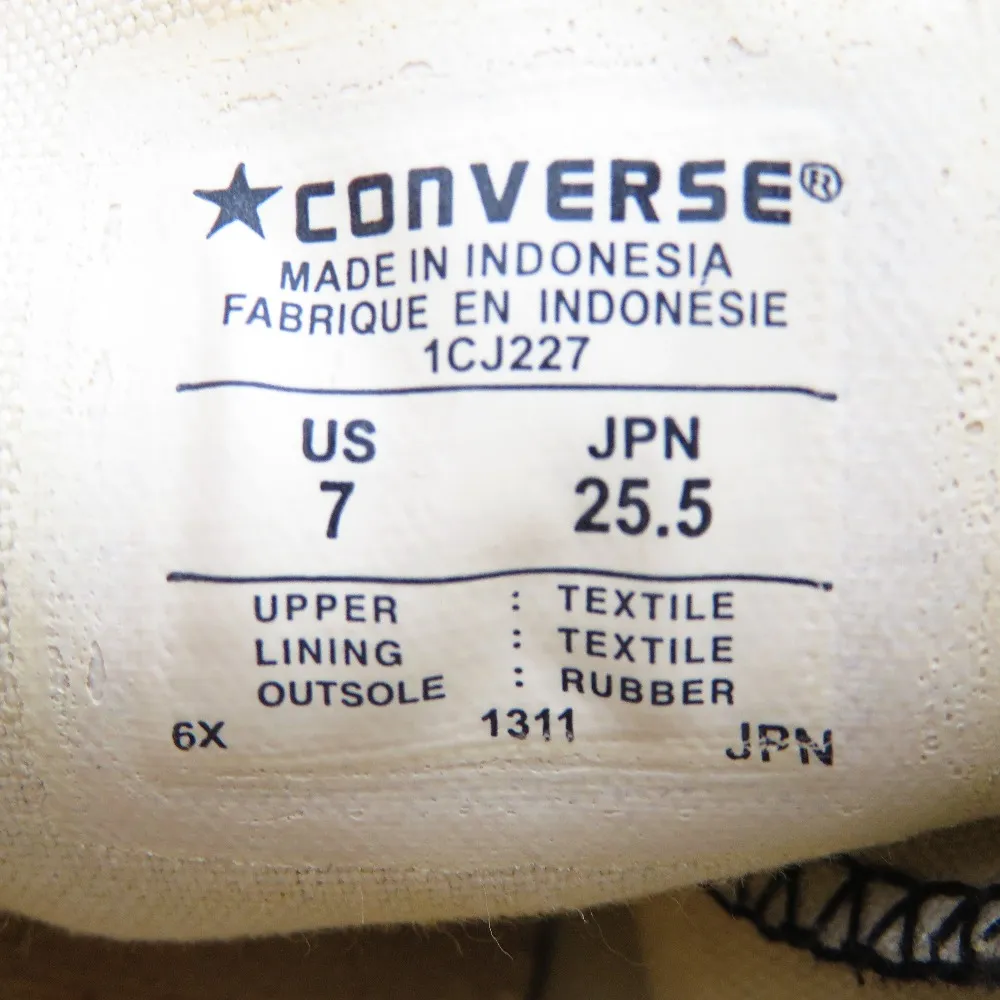 ★CONVERSE®
MADE IN INDONESIA
FABRIQUE EN INDONÉSIE
1CJ227
US JPN
7 25.5
UPPER : TEXTILE
LINING : TEXTILE
OUTSOLE : RUBBER
6X 1311 JPN